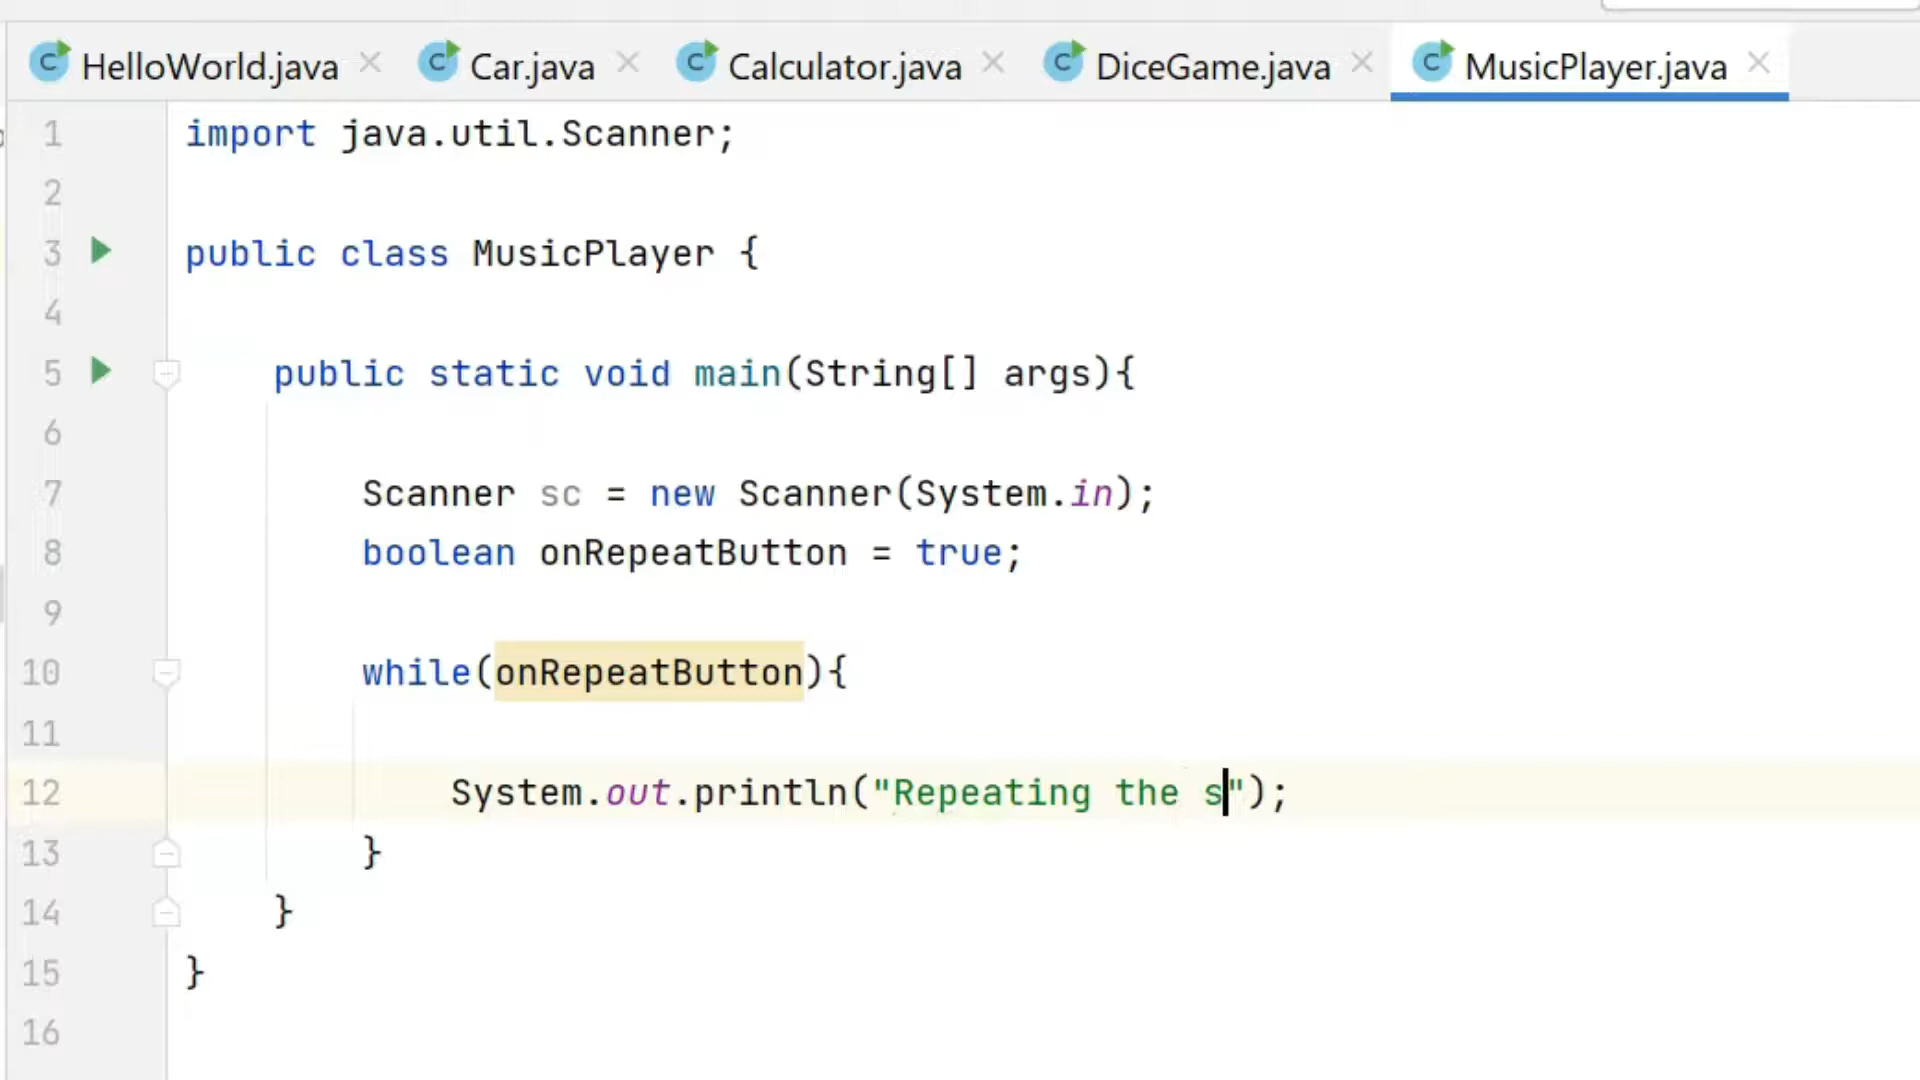 HelloWorld.java Car.java Calculator.java DiceGame.java MusicPlayer.java
1 import java.util.Scanner;
2
3 public class MusicPlayer {
4
5 public static void main(String[] args){
6
7 Scanner sc = new Scanner(System.in);
8 boolean onRepeatButton = true;
9
10 while(onRepeatButton){
11
12 System.out.println("Repeating the s");
13 }
14 }
15 }
16